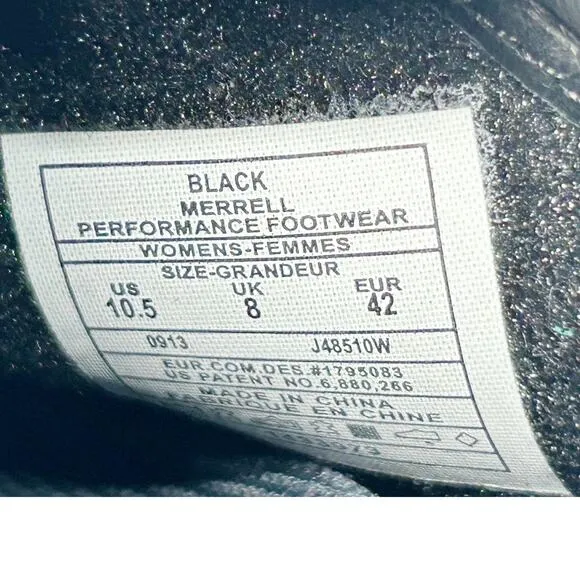 BLACK
MERRELL
PERFORMANCE FOOTWEAR
WOMENS-FEMMES
SIZE-GRANDEUR
US UK EUR
10.5 8 42
0913 J48510W
EUR.COM.DES.#1795083
US PATENT NO.6,880,266
MADE IN CHINA
FABRIQUE EN CHINE